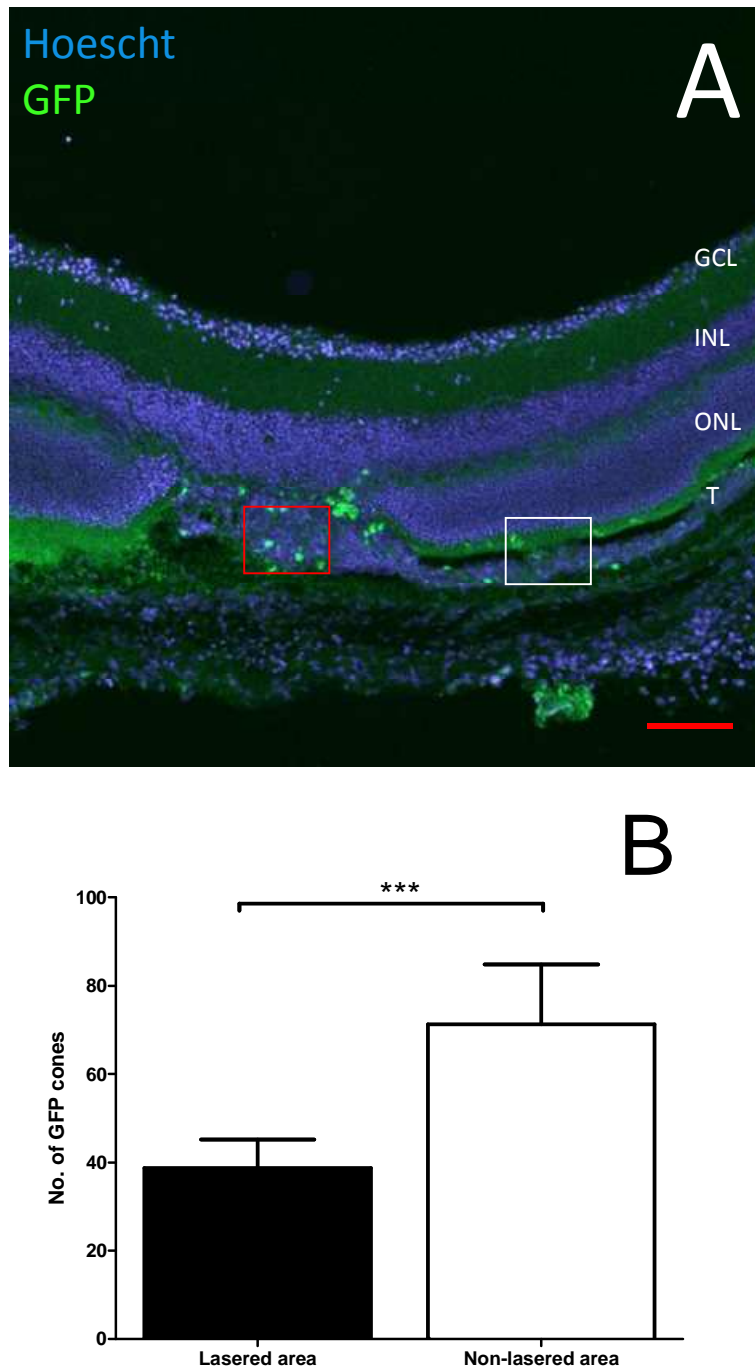 Hoescht
GFP
A
GCL
INL
ONL
T
B
***
100
80
60
40
20
0
No. of GFP cones
Lasered area
Non-lasered area